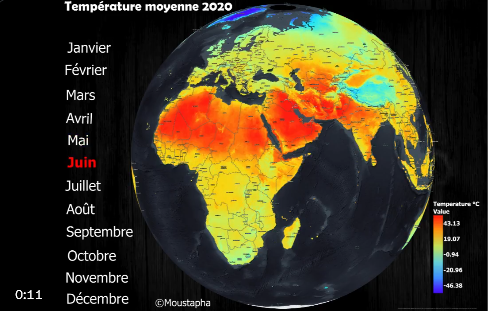 Température moyenne 2020
Janvier
Février
Mars
Avril
Mai
Juin
Juillet
Août
Septembre
Octobre
Novembre
Décembre
0:11
©Moustapha
Temperature °C
Value
43.13
19.07
-0.94
-20.96
-46.38